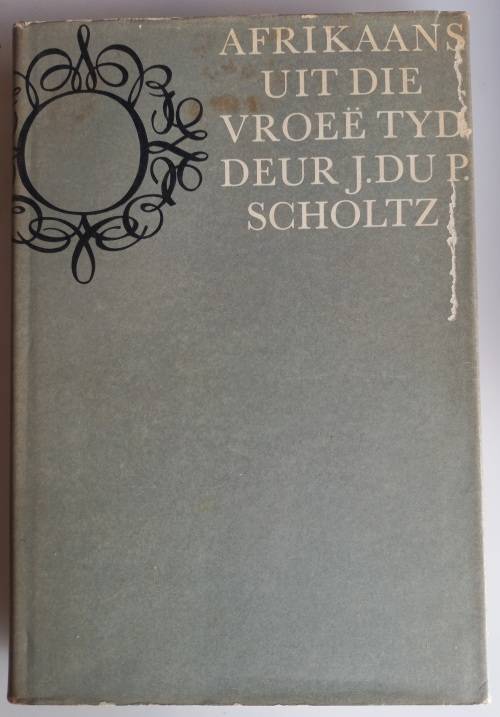 AFRIKAANS
UIT DIE
VROEË TYD
DEUR J. DU P.
SCHOLTZ